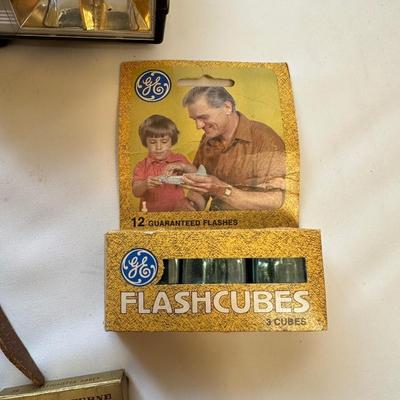 GE
12 GUARANTEED FLASHES
GE
FLASHCUBES
3 CUBES